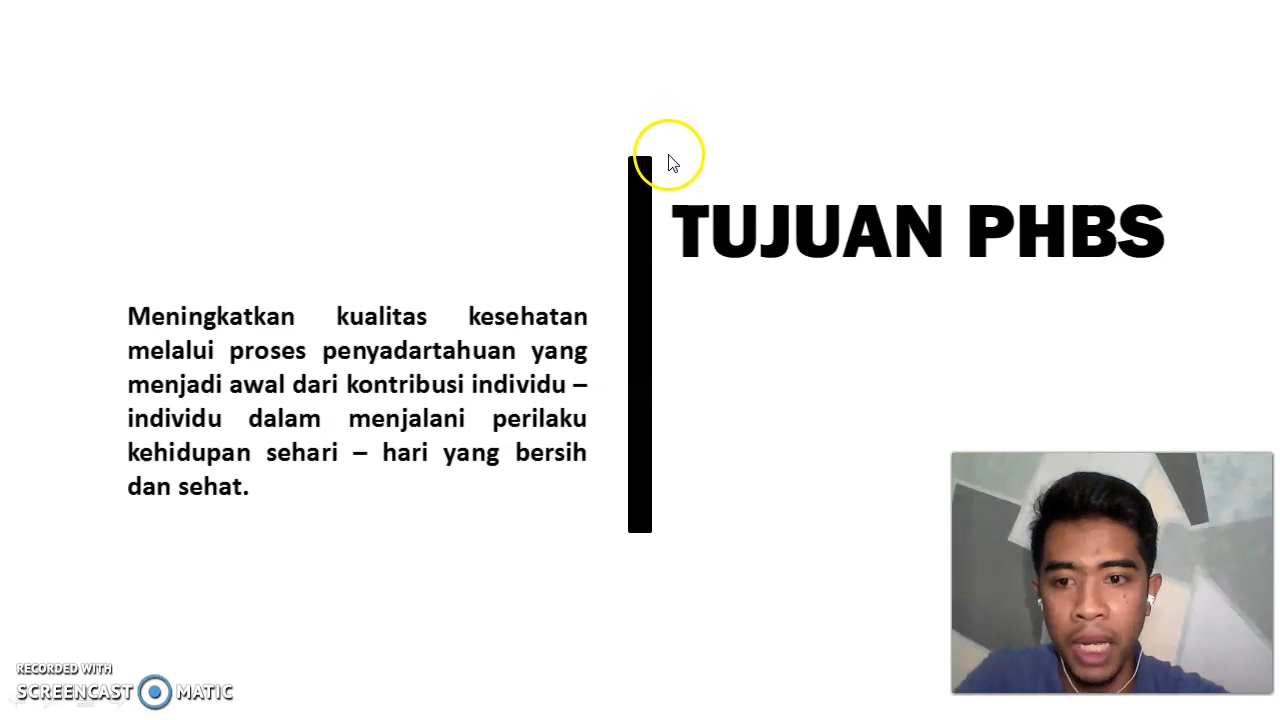 TUJUAN PHBS
Meningkatkan kualitas kesehatan
melalui proses penyadartahuan yang
menjadi awal dari kontribusi individu –
individu dalam menjalani perilaku
kehidupan sehari – hari yang bersih
dan sehat.
RECORDED WITH
SCREENCAST MATIC